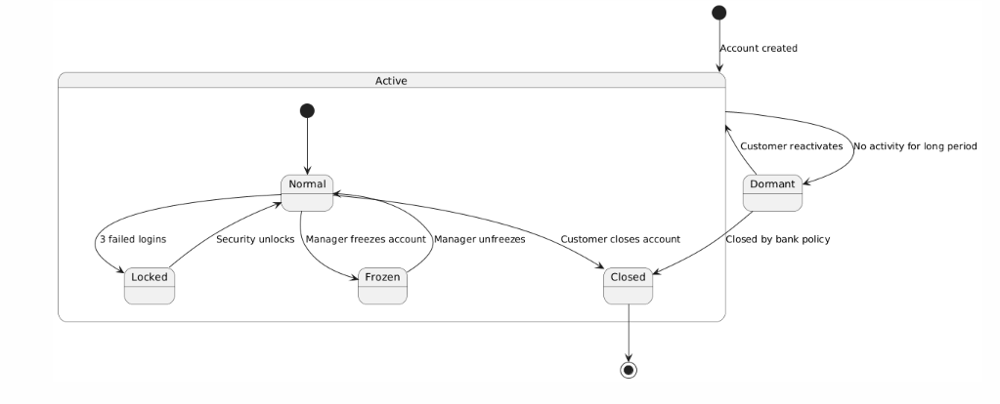 Account created
Active
Customer reactivates
No activity for long period
Normal
Dormant
3 failed logins
Security unlocks
Manager freezes account
Manager unfreezes
Customer closes account
Closed by bank policy
Locked
Frozen
Closed